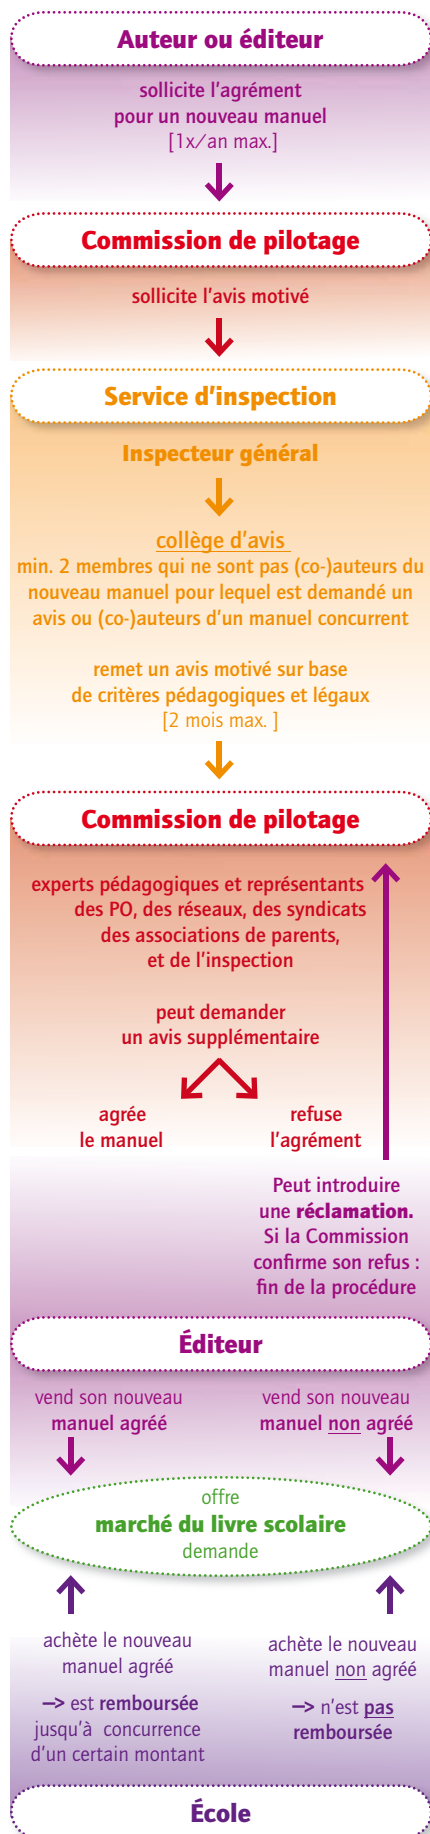 Auteur ou éditeur
sollicite l'agrément
pour un nouveau manuel
[1x/an max.]
Commission de pilotage
sollicite l'avis motivé
Service d'inspection
Inspecteur général
collège d'avis
min. 2 membres qui ne sont pas (co-)auteurs du
nouveau manuel pour lequel est demandé un
avis ou (co-)auteurs d'un manuel concurrent
remet un avis motivé sur base
de critères pédagogiques et légaux
[2 mois max. ]
Commission de pilotage
experts pédagogiques et représentants
des PO, des réseaux, des syndicats
des associations de parents,
et de l'inspection
peut demander
un avis supplémentaire
agrée
le manuel
refuse
l'agrément
Peut introduire
une réclamation.
Si la Commission
confirme son refus :
fin de la procédure
Éditeur
vend son nouveau
manuel agréé
vend son nouveau
manuel non agréé
offre
marché du livre scolaire
demande
achète le nouveau
manuel agréé
—> est remboursée
jusqu'à concurrence
d'un certain montant
achète le nouveau
manuel non agréé
—> n'est pas
remboursée
École